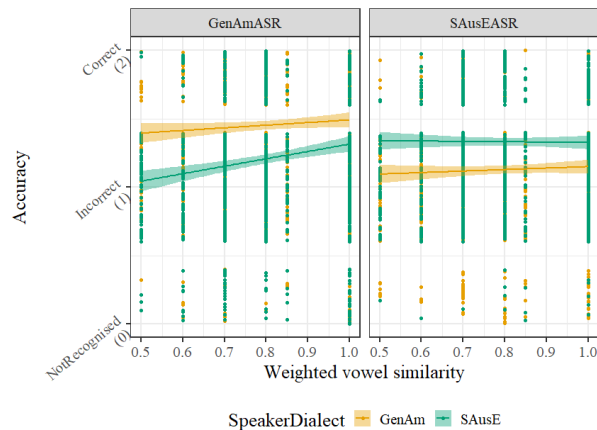 GenAmASR SAusEASR
Accuracy
Correct
(2)
Incorrect
(1)
NotRecognised
(0)
0.5 0.6 0.7 0.8 0.9 1.0 0.5 0.6 0.7 0.8 0.9 1.0
Weighted vowel similarity
SpeakerDialect GenAm SAusE